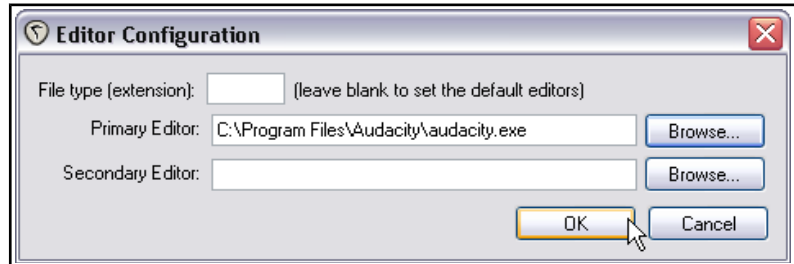 Editor Configuration
File type (extension): (leave blank to set the default editors)
Primary Editor: C:\Program Files\Audacity\audacity.exe Browse...
Secondary Editor: Browse...
OK Cancel